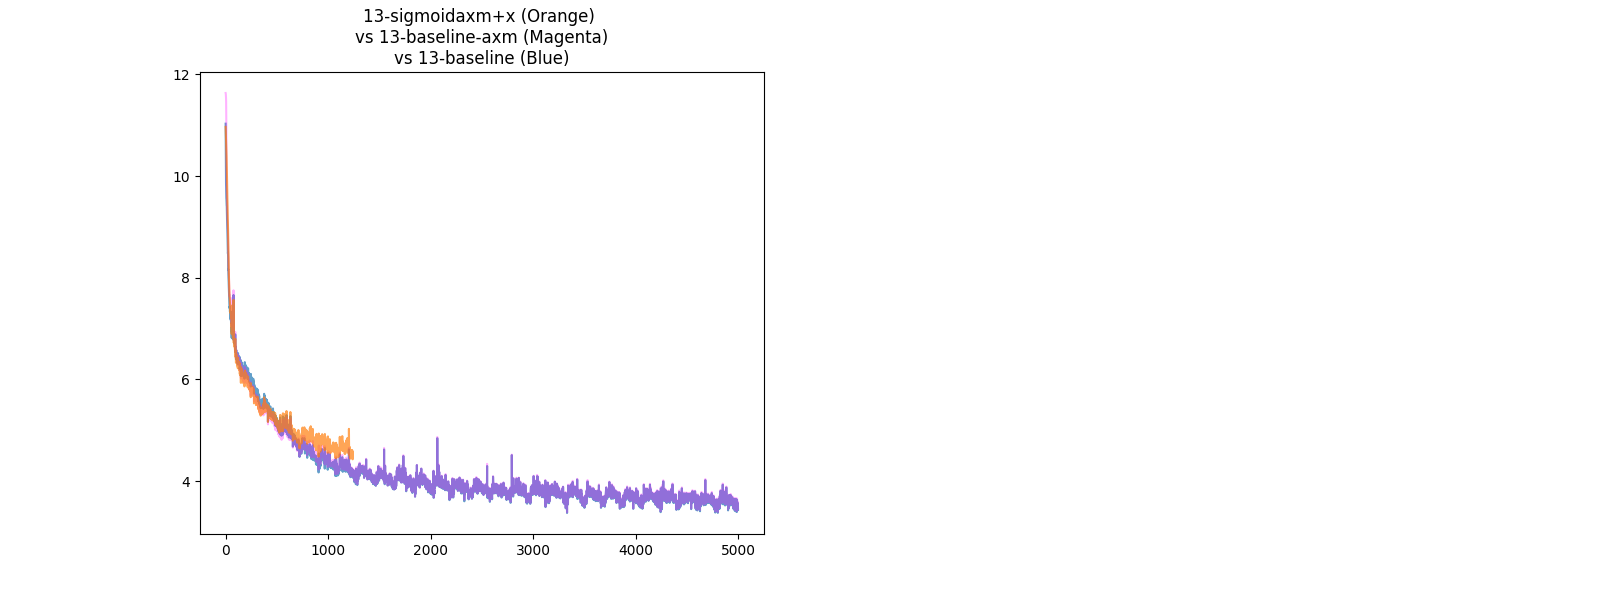 13-sigmoidaxm+x (Orange)
vs 13-baseline-axm (Magenta)
vs 13-baseline (Blue)
12
10
8
6
4
0 1000 2000 3000 4000 5000